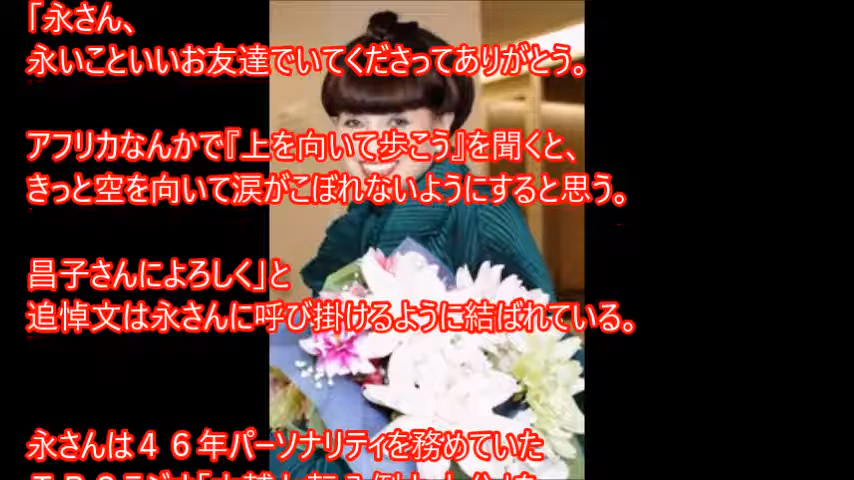 「永さん、
永いこといいお友達でいてくださってありがとう。
アフリカなんかで『上を向いて歩こう』を聞くと、
きっと空を向いて涙がこぼれないようにすると思う。
昌子さんによろしく」と
追悼文は永さんに呼び掛けるように結ばれている。
永さんは４６年パーソナリティを務めていた